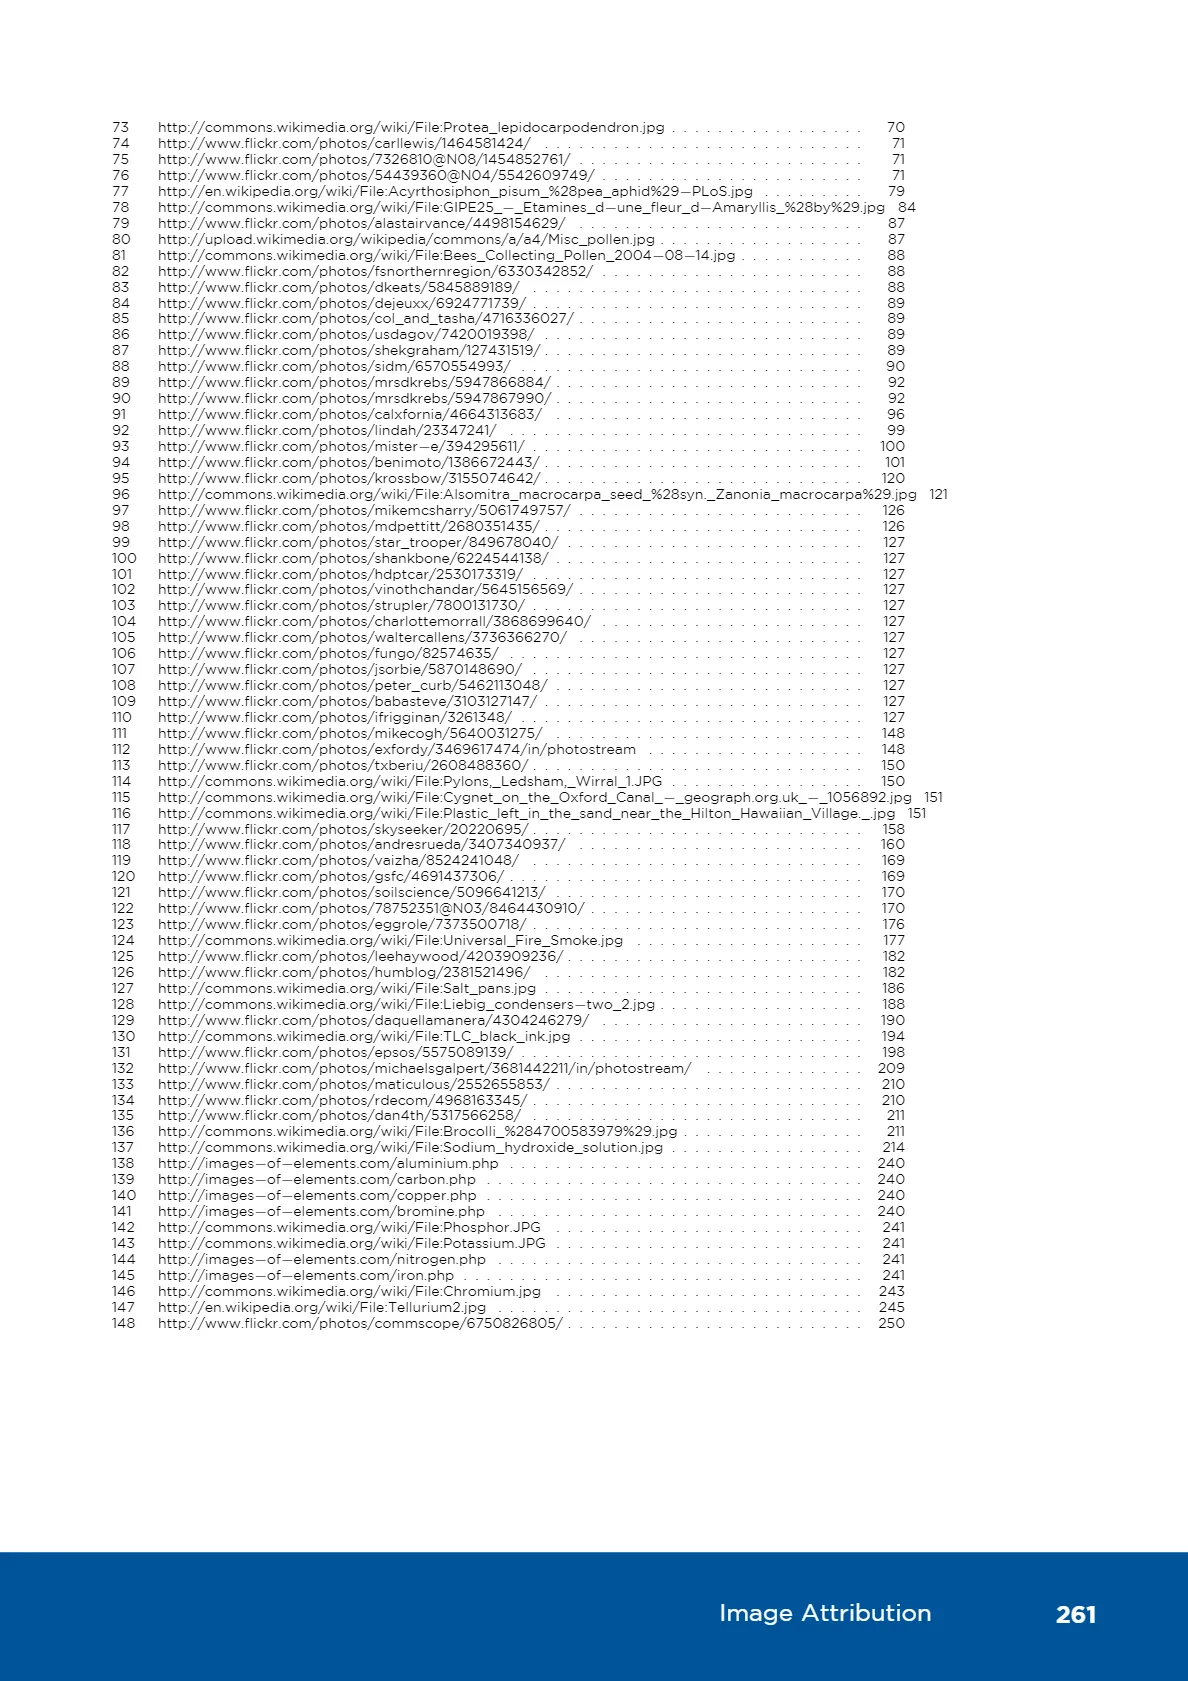 73 http://commons.wikimedia.org/wiki/File:Protea_lepidocarpodendron.jpg . . . . . . . . . . . . . . . . . 70
74 http://www.flickr.com/photos/carllewis/1464581424/ . . . . . . . . . . . . . . . . . . . . . . . . . . . . 71
75 http://www.flickr.com/photos/7326810@N08/1454852761/ . . . . . . . . . . . . . . . . . . . . . . . . . 71
76 http://www.flickr.com/photos/54439360@N04/5542609749/ . . . . . . . . . . . . . . . . . . . . . . . 71
77 http://en.wikipedia.org/wiki/File:Acyrthosiphon_pisum_%28pea_aphid%29−PLoS.jpg . . . . . . . . . 79
78 http://commons.wikimedia.org/wiki/File:GIPE25_−_Etamines_d−une_fleur_d−Amaryllis_%28by%29.jpg 84
79 http://www.flickr.com/photos/alastairvance/4498154629/ . . . . . . . . . . . . . . . . . . . . . . . . . 87
80 http://upload.wikimedia.org/wikipedia/commons/a/a4/Misc_pollen.jpg . . . . . . . . . . . . . . . . . . 87
81 http://commons.wikimedia.org/wiki/File:Bees_Collecting_Pollen_2004−08−14.jpg . . . . . . . . . . . 88
82 http://www.flickr.com/photos/fsnorthernregion/6330342852/ . . . . . . . . . . . . . . . . . . . . . . . 88
83 http://www.flickr.com/photos/dkeats/5845889189/ . . . . . . . . . . . . . . . . . . . . . . . . . . . . . 88
84 http://www.flickr.com/photos/dejeuxx/6924771739/ . . . . . . . . . . . . . . . . . . . . . . . . . . . . . 89
85 http://www.flickr.com/photos/col_and_tasha/4716336027/ . . . . . . . . . . . . . . . . . . . . . . . . . 89
86 http://www.flickr.com/photos/usdagov/7420019398/ . . . . . . . . . . . . . . . . . . . . . . . . . . . . 89
87 http://www.flickr.com/photos/shekgraham/127431519/ . . . . . . . . . . . . . . . . . . . . . . . . . . . . 89
88 http://www.flickr.com/photos/sidm/6570554993/ . . . . . . . . . . . . . . . . . . . . . . . . . . . . . . 90
89 http://www.flickr.com/photos/mrsdkrebs/5947866884/ . . . . . . . . . . . . . . . . . . . . . . . . . . . 92
90 http://www.flickr.com/photos/mrsdkrebs/5947867990/ . . . . . . . . . . . . . . . . . . . . . . . . . . . 92
91 http://www.flickr.com/photos/calxfornia/4664313683/ . . . . . . . . . . . . . . . . . . . . . . . . . . . 96
92 http://www.flickr.com/photos/lindah/23347241/ . . . . . . . . . . . . . . . . . . . . . . . . . . . . . . . 99
93 http://www.flickr.com/photos/mister−e/394295611/ . . . . . . . . . . . . . . . . . . . . . . . . . . . . . 100
94 http://www.flickr.com/photos/benimoto/1386672443/ . . . . . . . . . . . . . . . . . . . . . . . . . . . . 101
95 http://www.flickr.com/photos/krossbow/3155074642/ . . . . . . . . . . . . . . . . . . . . . . . . . . . . 120
96 http://commons.wikimedia.org/wiki/File:Alsomitra_macrocarpa_seed_%28syn._Zanonia_macrocarpa%29.jpg 121
97 http://www.flickr.com/photos/mikemcsharry/5061749757/ . . . . . . . . . . . . . . . . . . . . . . . . . 126
98 http://www.flickr.com/photos/mdpettitt/2680351435/ . . . . . . . . . . . . . . . . . . . . . . . . . . . . 126
99 http://www.flickr.com/photos/star_trooper/849678040/ . . . . . . . . . . . . . . . . . . . . . . . . . . 127
100 http://www.flickr.com/photos/shankbone/6224544138/ . . . . . . . . . . . . . . . . . . . . . . . . . . . 127
101 http://www.flickr.com/photos/hdptcar/2530173319/ . . . . . . . . . . . . . . . . . . . . . . . . . . . . . 127
102 http://www.flickr.com/photos/vinothchandar/5645156569/ . . . . . . . . . . . . . . . . . . . . . . . . . 127
103 http://www.flickr.com/photos/strupler/7800131730/ . . . . . . . . . . . . . . . . . . . . . . . . . . . . . 127
104 http://www.flickr.com/photos/charlottemorrall/3868699640/ . . . . . . . . . . . . . . . . . . . . . . . 127
105 http://www.flickr.com/photos/waltercallens/3736366270/ . . . . . . . . . . . . . . . . . . . . . . . . . 127
106 http://www.flickr.com/photos/fungo/82574635/ . . . . . . . . . . . . . . . . . . . . . . . . . . . . . . . 127
107 http://www.flickr.com/photos/jsorbie/5870148690/ . . . . . . . . . . . . . . . . . . . . . . . . . . . . . 127
108 http://www.flickr.com/photos/peter_curb/5462113048/ . . . . . . . . . . . . . . . . . . . . . . . . . . . 127
109 http://www.flickr.com/photos/babasteve/3103127147/ . . . . . . . . . . . . . . . . . . . . . . . . . . . . 127
110 http://www.flickr.com/photos/ifrigginan/3261348/ . . . . . . . . . . . . . . . . . . . . . . . . . . . . . . 127
111 http://www.flickr.com/photos/mikecogh/5640031275/ . . . . . . . . . . . . . . . . . . . . . . . . . . . 148
112 http://www.flickr.com/photos/exfordy/3469617474/in/photostream . . . . . . . . . . . . . . . . . . . 148
113 http://www.flickr.com/photos/txberiu/2608488360/ . . . . . . . . . . . . . . . . . . . . . . . . . . . . . 150
114 http://commons.wikimedia.org/wiki/File:Pylons,_Ledsham,_Wirral_1.JPG . . . . . . . . . . . . . . . . . 150
115 http://commons.wikimedia.org/wiki/File:Cygnet_on_the_Oxford_Canal_−_geograph.org.uk_−_1056892.jpg 151
116 http://commons.wikimedia.org/wiki/File:Plastic_left_in_the_sand_near_the_Hilton_Hawaiian_Village._.jpg 151
117 http://www.flickr.com/photos/skyseeker/20220695/ . . . . . . . . . . . . . . . . . . . . . . . . . . . . . 158
118 http://www.flickr.com/photos/andresrueda/3407340937/ . . . . . . . . . . . . . . . . . . . . . . . . . 160
119 http://www.flickr.com/photos/vaizha/8524241048/ . . . . . . . . . . . . . . . . . . . . . . . . . . . . . 169
120 http://www.flickr.com/photos/gsfc/4691437306/ . . . . . . . . . . . . . . . . . . . . . . . . . . . . . . . 169
121 http://www.flickr.com/photos/soilscience/5096641213/ . . . . . . . . . . . . . . . . . . . . . . . . . . . 170
122 http://www.flickr.com/photos/78752351@N03/8464430910/ . . . . . . . . . . . . . . . . . . . . . . . . 170
123 http://www.flickr.com/photos/eggrole/7373500718/ . . . . . . . . . . . . . . . . . . . . . . . . . . . . . 176
124 http://commons.wikimedia.org/wiki/File:Universal_Fire_Smoke.jpg . . . . . . . . . . . . . . . . . . . . 177
125 http://www.flickr.com/photos/leehaywood/4203909236/ . . . . . . . . . . . . . . . . . . . . . . . . . . 182
126 http://www.flickr.com/photos/humblog/2381521496/ . . . . . . . . . . . . . . . . . . . . . . . . . . . . 182
127 http://commons.wikimedia.org/wiki/File:Salt_pans.jpg . . . . . . . . . . . . . . . . . . . . . . . . . . . . 186
128 http://commons.wikimedia.org/wiki/File:Liebig_condensers−two_2.jpg . . . . . . . . . . . . . . . . . . 188
129 http://www.flickr.com/photos/daquellamanera/4304246279/ . . . . . . . . . . . . . . . . . . . . . . . 190
130 http://commons.wikimedia.org/wiki/File:TLC_black_ink.jpg . . . . . . . . . . . . . . . . . . . . . . . . . 194
131 http://www.flickr.com/photos/epsos/5575089139/ . . . . . . . . . . . . . . . . . . . . . . . . . . . . . . 198
132 http://www.flickr.com/photos/michaelsgalpert/3681442211/in/photostream/ . . . . . . . . . . . . . . 209
133 http://www.flickr.com/photos/maticulous/2552655853/ . . . . . . . . . . . . . . . . . . . . . . . . . . 210
134 http://www.flickr.com/photos/rdecom/4968163345/ . . . . . . . . . . . . . . . . . . . . . . . . . . . . . 210
135 http://www.flickr.com/photos/dan4th/5317566258/ . . . . . . . . . . . . . . . . . . . . . . . . . . . . . 211
136 http://commons.wikimedia.org/wiki/File:Brocolli_%284700583979%29.jpg . . . . . . . . . . . . . . . . 211
137 http://commons.wikimedia.org/wiki/File:Sodium_hydroxide_solution.jpg . . . . . . . . . . . . . . . . . 214
138 http://images−of−elements.com/aluminium.php . . . . . . . . . . . . . . . . . . . . . . . . . . . . . . . 240
139 http://images−of−elements.com/carbon.php . . . . . . . . . . . . . . . . . . . . . . . . . . . . . . . . . 240
140 http://images−of−elements.com/copper.php . . . . . . . . . . . . . . . . . . . . . . . . . . . . . . . . . 240
141 http://images−of−elements.com/bromine.php . . . . . . . . . . . . . . . . . . . . . . . . . . . . . . . . 240
142 http://commons.wikimedia.org/wiki/File:Phosphor.JPG . . . . . . . . . . . . . . . . . . . . . . . . . . . 241
143 http://commons.wikimedia.org/wiki/File:Potassium.JPG . . . . . . . . . . . . . . . . . . . . . . . . . . . 241
144 http://images−of−elements.com/nitrogen.php . . . . . . . . . . . . . . . . . . . . . . . . . . . . . . . . 241
145 http://images−of−elements.com/iron.php . . . . . . . . . . . . . . . . . . . . . . . . . . . . . . . . . . . 241
146 http://commons.wikimedia.org/wiki/File:Chromium.jpg . . . . . . . . . . . . . . . . . . . . . . . . . . . 243
147 http://en.wikipedia.org/wiki/File:Tellurium2.jpg . . . . . . . . . . . . . . . . . . . . . . . . . . . . . . . . 245
148 http://www.flickr.com/photos/commscope/6750826805/ . . . . . . . . . . . . . . . . . . . . . . . . . . 250
Image Attribution 261